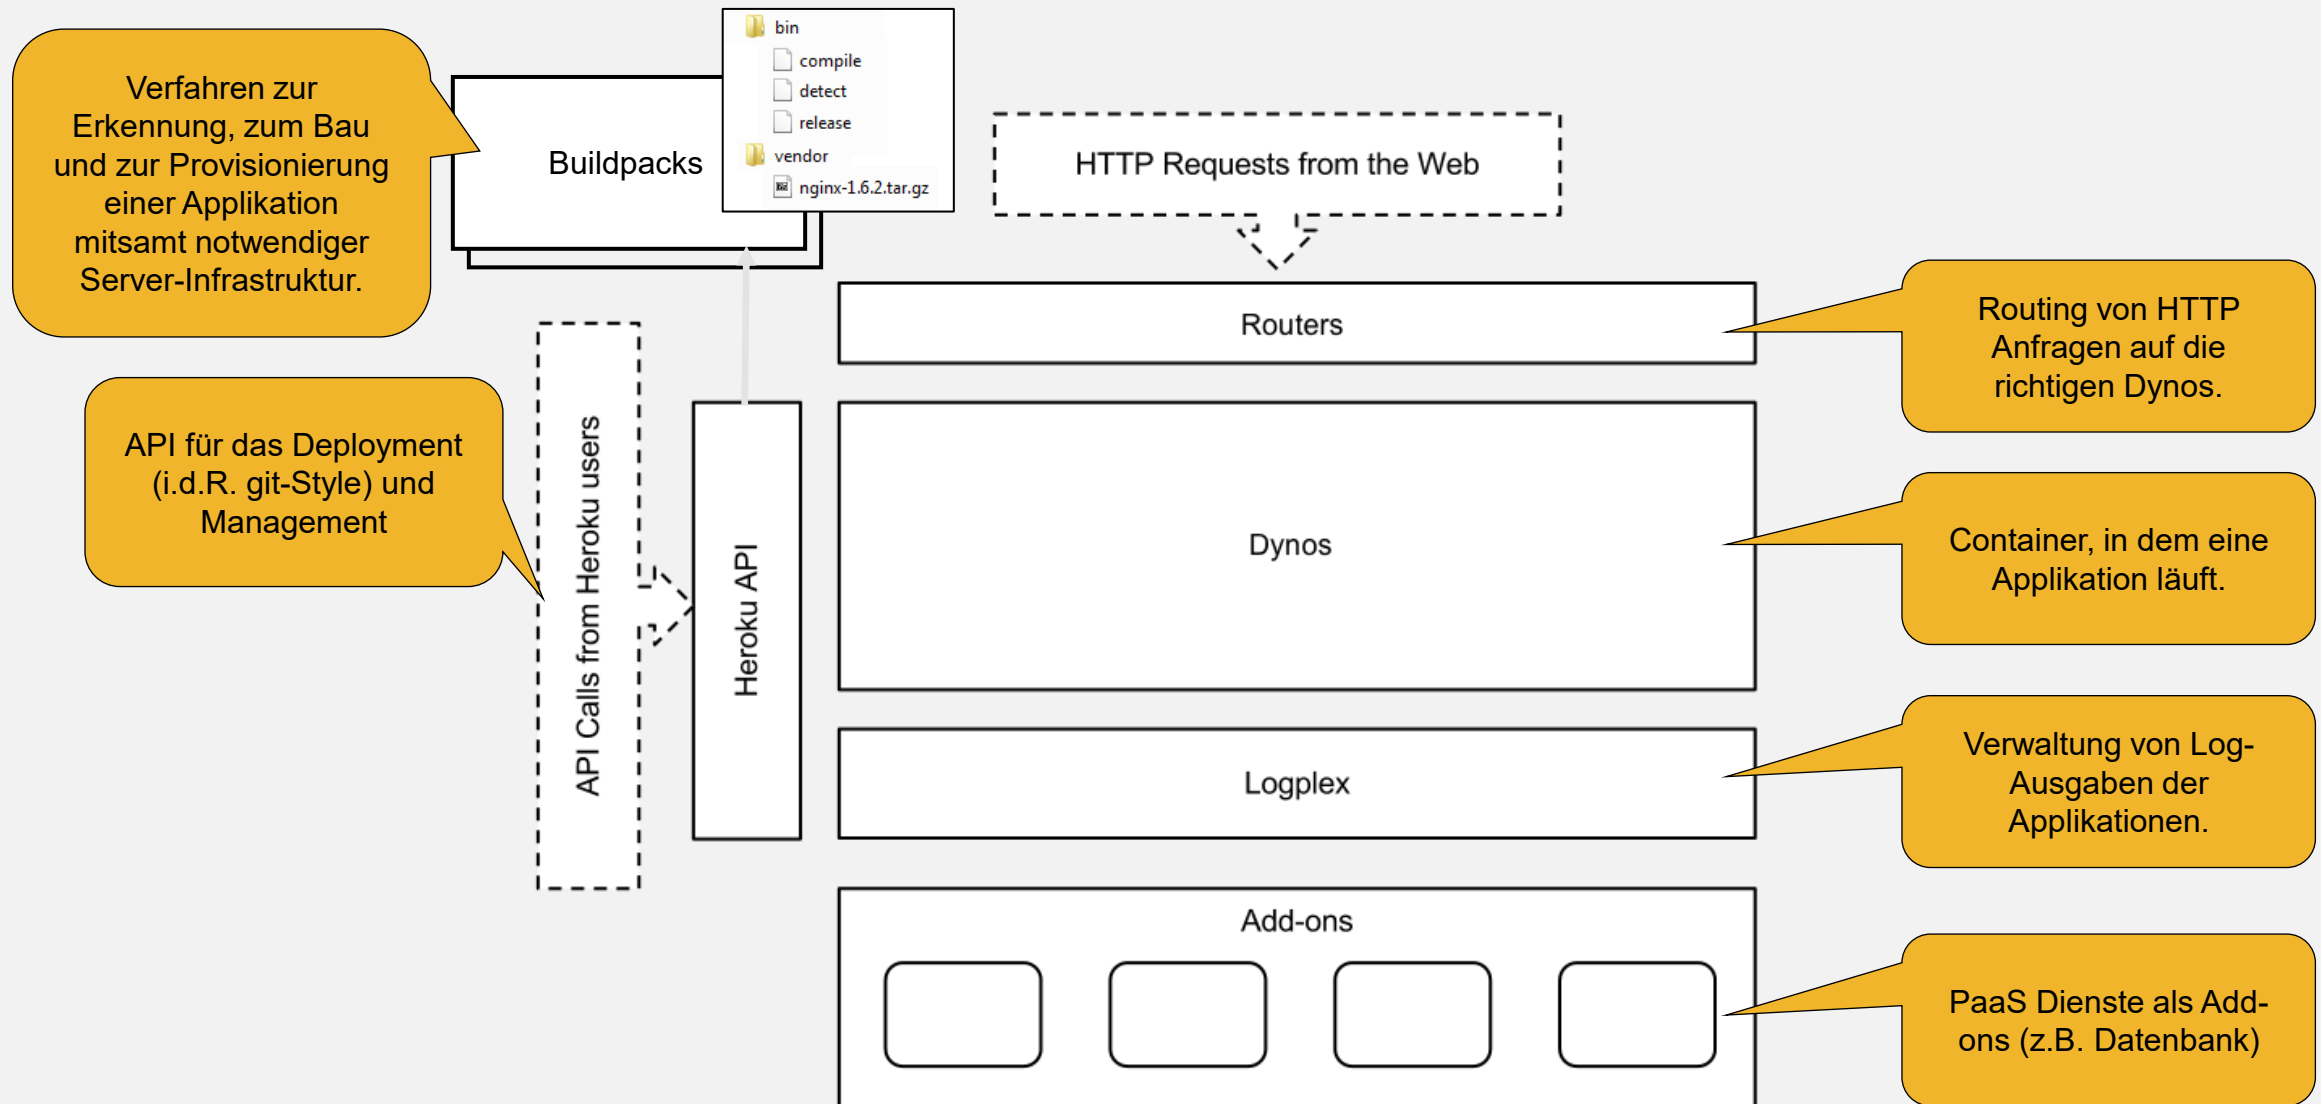 Verfahren zur
Erkennung, zum Bau
und zur Provisionierung
einer Applikation
mitsamt notwendiger
Server-Infrastruktur.
Buildpacks
bin
compile
detect
release
vendor
nginx-1.6.2.tar.gz
HTTP Requests from the Web
Routers
Routing von HTTP
Anfragen auf die
richtigen Dynos.
API für das Deployment
(i.d.R. git-Style) und
Management
API Calls from Heroku users
Heroku API
Dynos
Container, in dem eine
Applikation läuft.
Logplex
Verwaltung von Log-
Ausgaben der
Applikationen.
Add-ons
PaaS Dienste als Add-
ons (z.B. Datenbank)